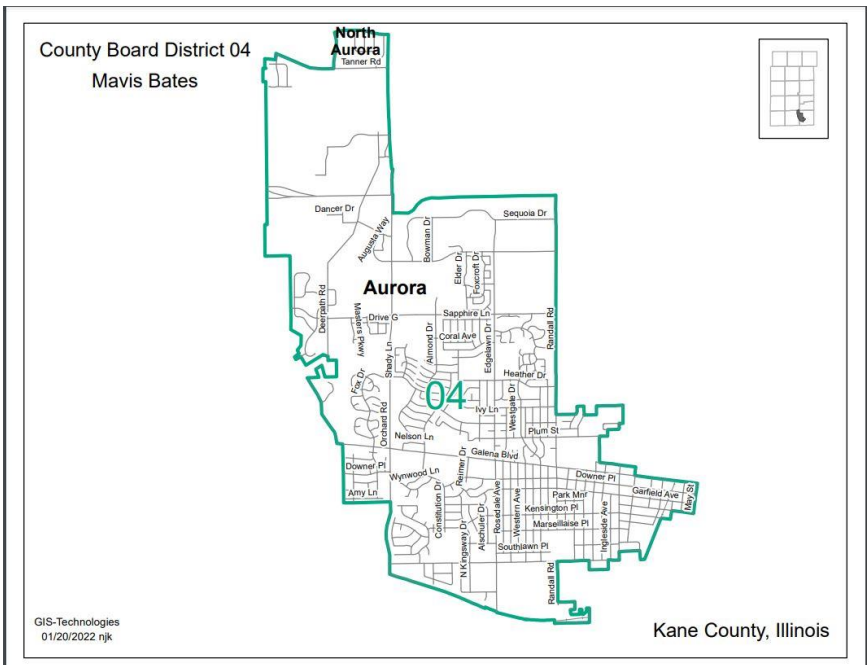 County Board District 04
Mavis Bates
North
Aurora
Tanner Rd
Dancer Dr
Augusta Way
Bowman Dr
Sequoia Dr
Elder Dr
Foxcroft Dr
Aurora
Deerpath Rd
Masters Pkwy
Drive G
Shady Ln
Almond Dr
Sapphire Ln
Coral Ave
Edgelawn Dr
Randall Rd
Fox Dr
Heather Dr
04
Ivy Ln
Westgate Dr
Orchard Rd
Nelson Ln
Plum St
Galena Blvd
Downer Pl
Wynwood Ln
Reimer Dr
Downer Pl
Amy Ln
Constitution Dr
N Kingsway Dr
Alschuler Dr
Rosedale Ave
Western Ave
Park Mnr
Garfield Ave
May St
Kensington Pl
Marseillaise Pl
Ingleside Ave
Southlawn Pl
Randall Rd
GIS-Technologies
01/20/2022 njk
Kane County, Illinois